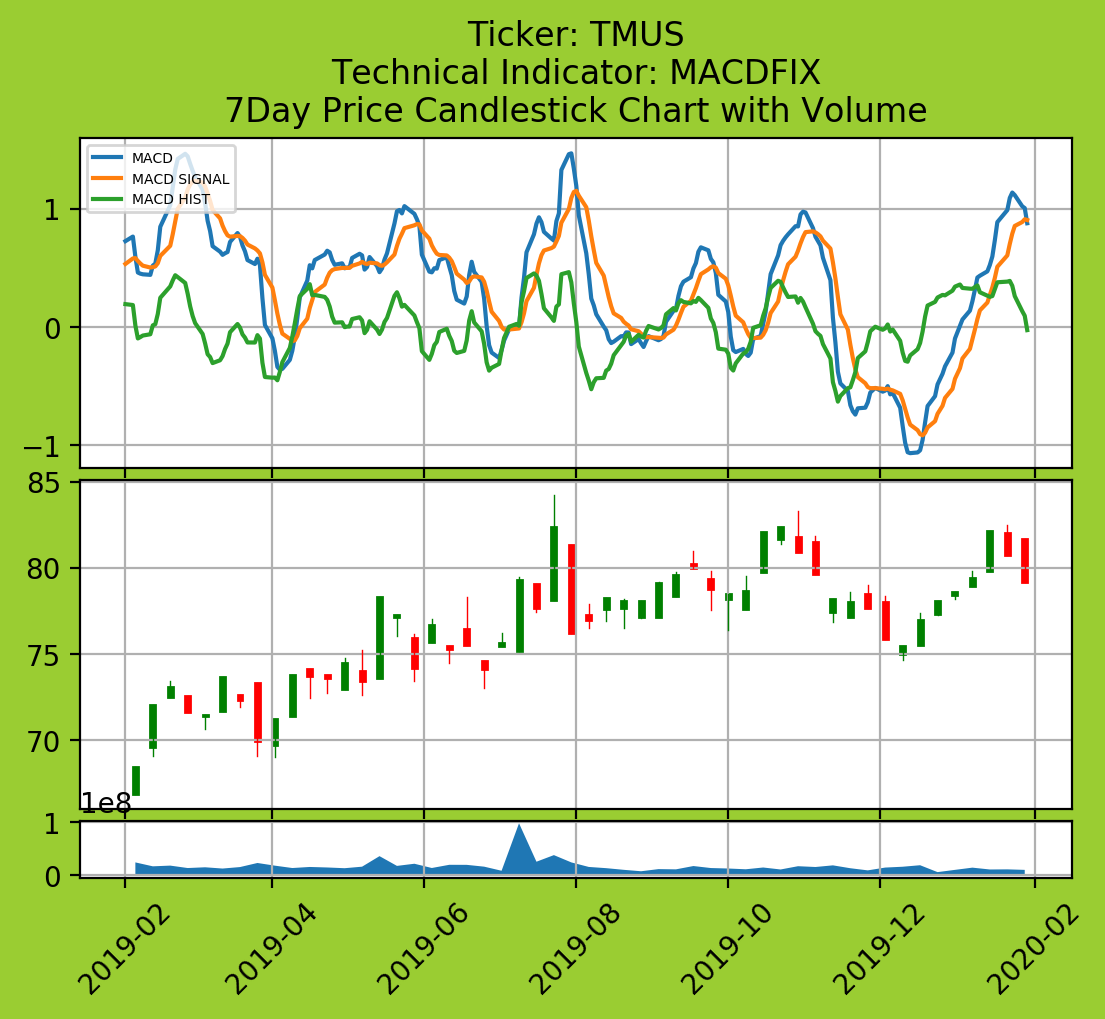 Ticker: TMUS
Technical Indicator: MACDFIX
7Day Price Candlestick Chart with Volume
MACD
MACD SIGNAL
MACD HIST
1
0
−1
85
80
75
70
1e8
1
0
2019-02
2019-04
2019-06
2019-08
2019-10
2019-12
2020-02